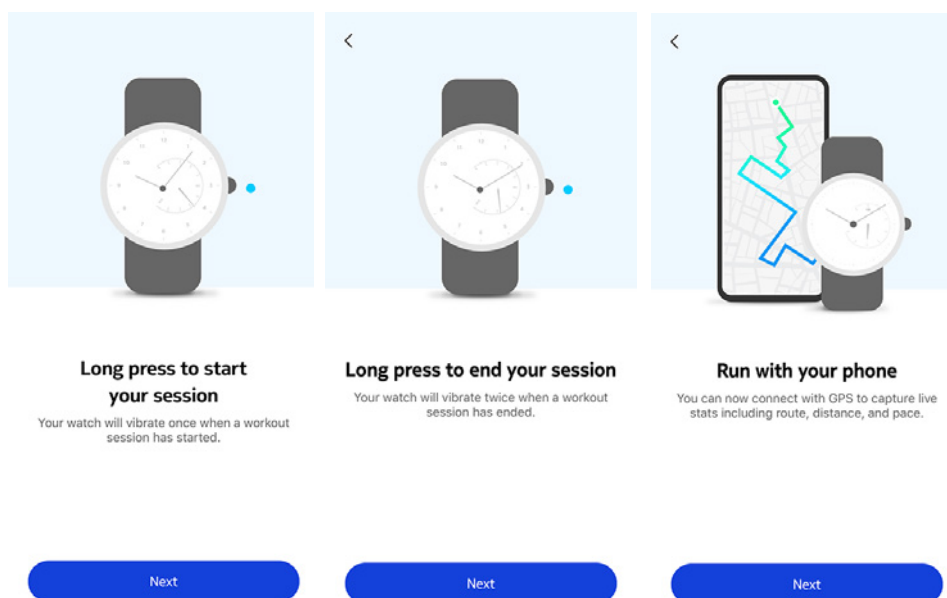 Long press to start
your session
Your watch will vibrate once when a workout
session has started.
Next
Long press to end your session
Your watch will vibrate twice when a workout
session has ended.
Next
Run with your phone
You can now connect with GPS to capture live
stats including route, distance, and pace.
Next